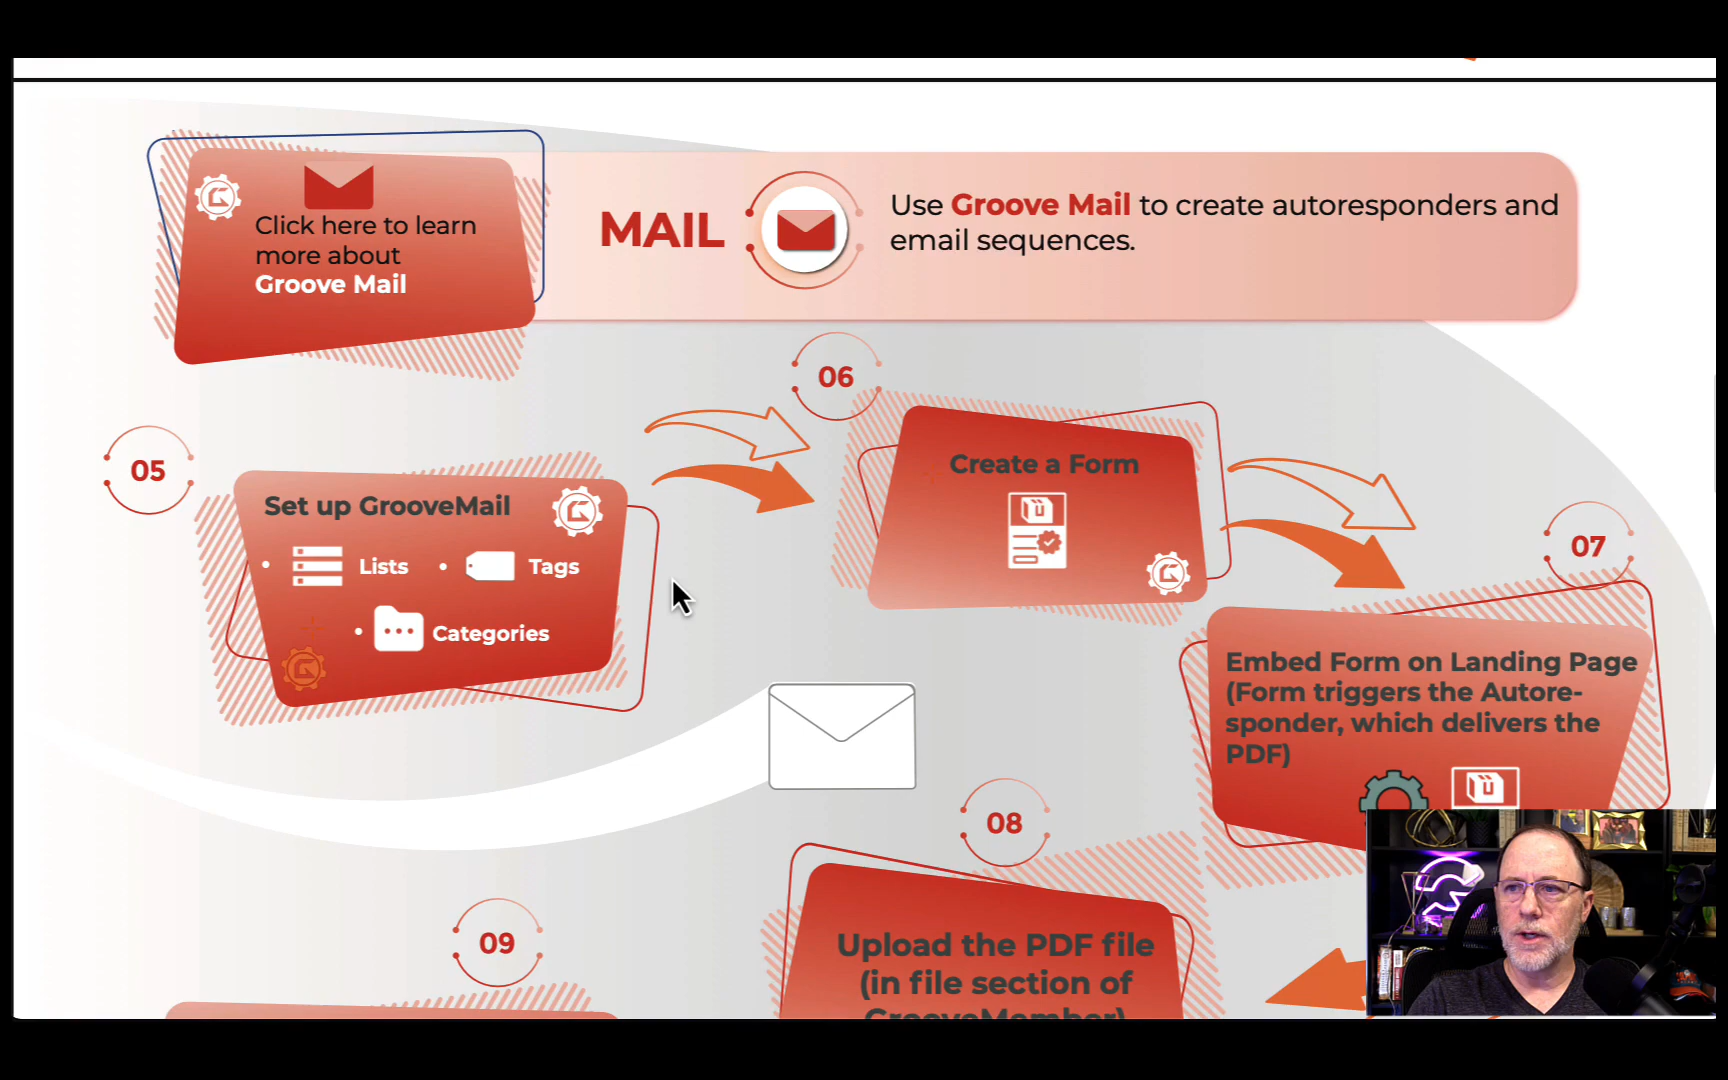 Click here to learn
more about
Groove Mail
MAIL
Use Groove Mail to create autoresponders and
email sequences.
05
Set up GrooveMail
• Lists
• Tags
• Categories
06
Create a Form
07
Embed Form on Landing Page
(Form triggers the Autore-
sponder, which delivers the
PDF)
08
Upload the PDF file
(in file section of
GrooveMember)
09